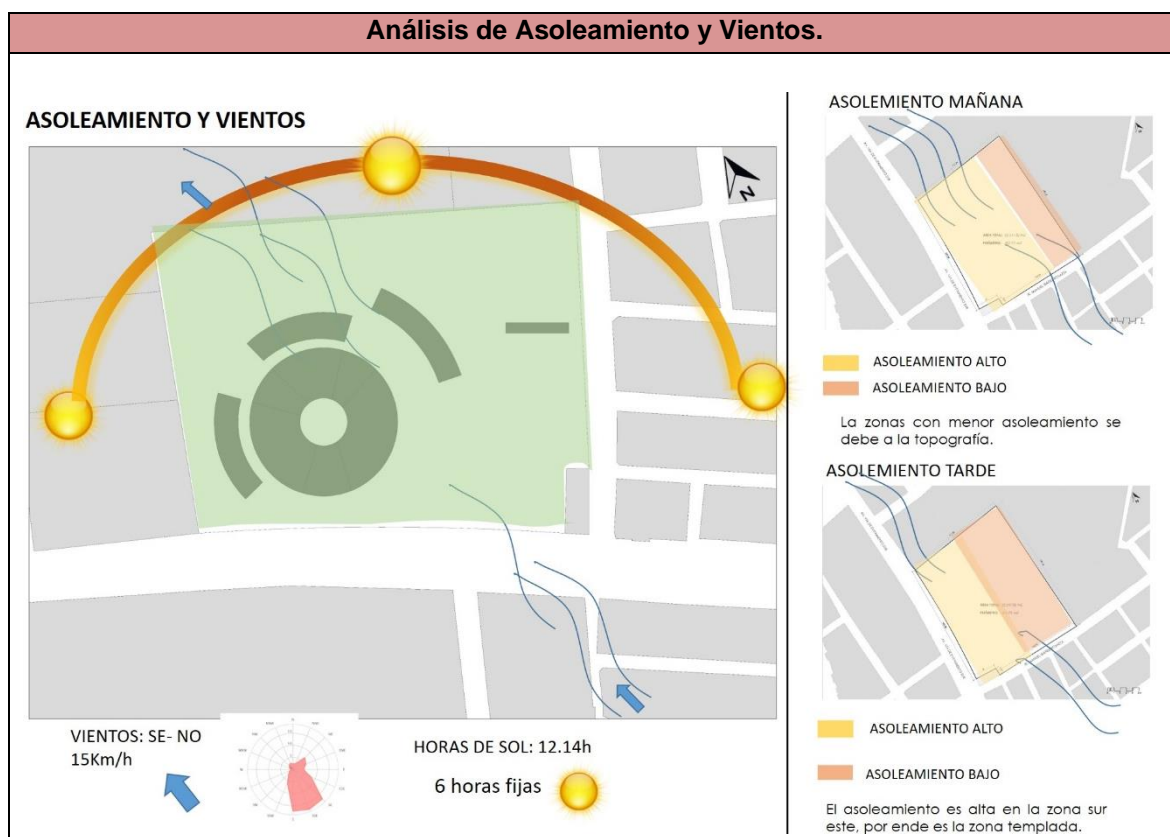 Análisis de Asoleamiento y Vientos.
ASOLEAMIENTO Y VIENTOS
N
VIENTOS: SE- NO
15Km/h
HORAS DE SOL: 12.14h
6 horas fijas
ASOLEMIENTO MAÑANA
ASOLEAMIENTO ALTO
ASOLEAMIENTO BAJO
La zonas con menor asoleamiento se
debe a la topografía.
ASOLEMIENTO TARDE
ASOLEAMIENTO ALTO
ASOLEAMIENTO BAJO
El asoleamiento es alta en la zona sur
este, por ende es la zona templada.